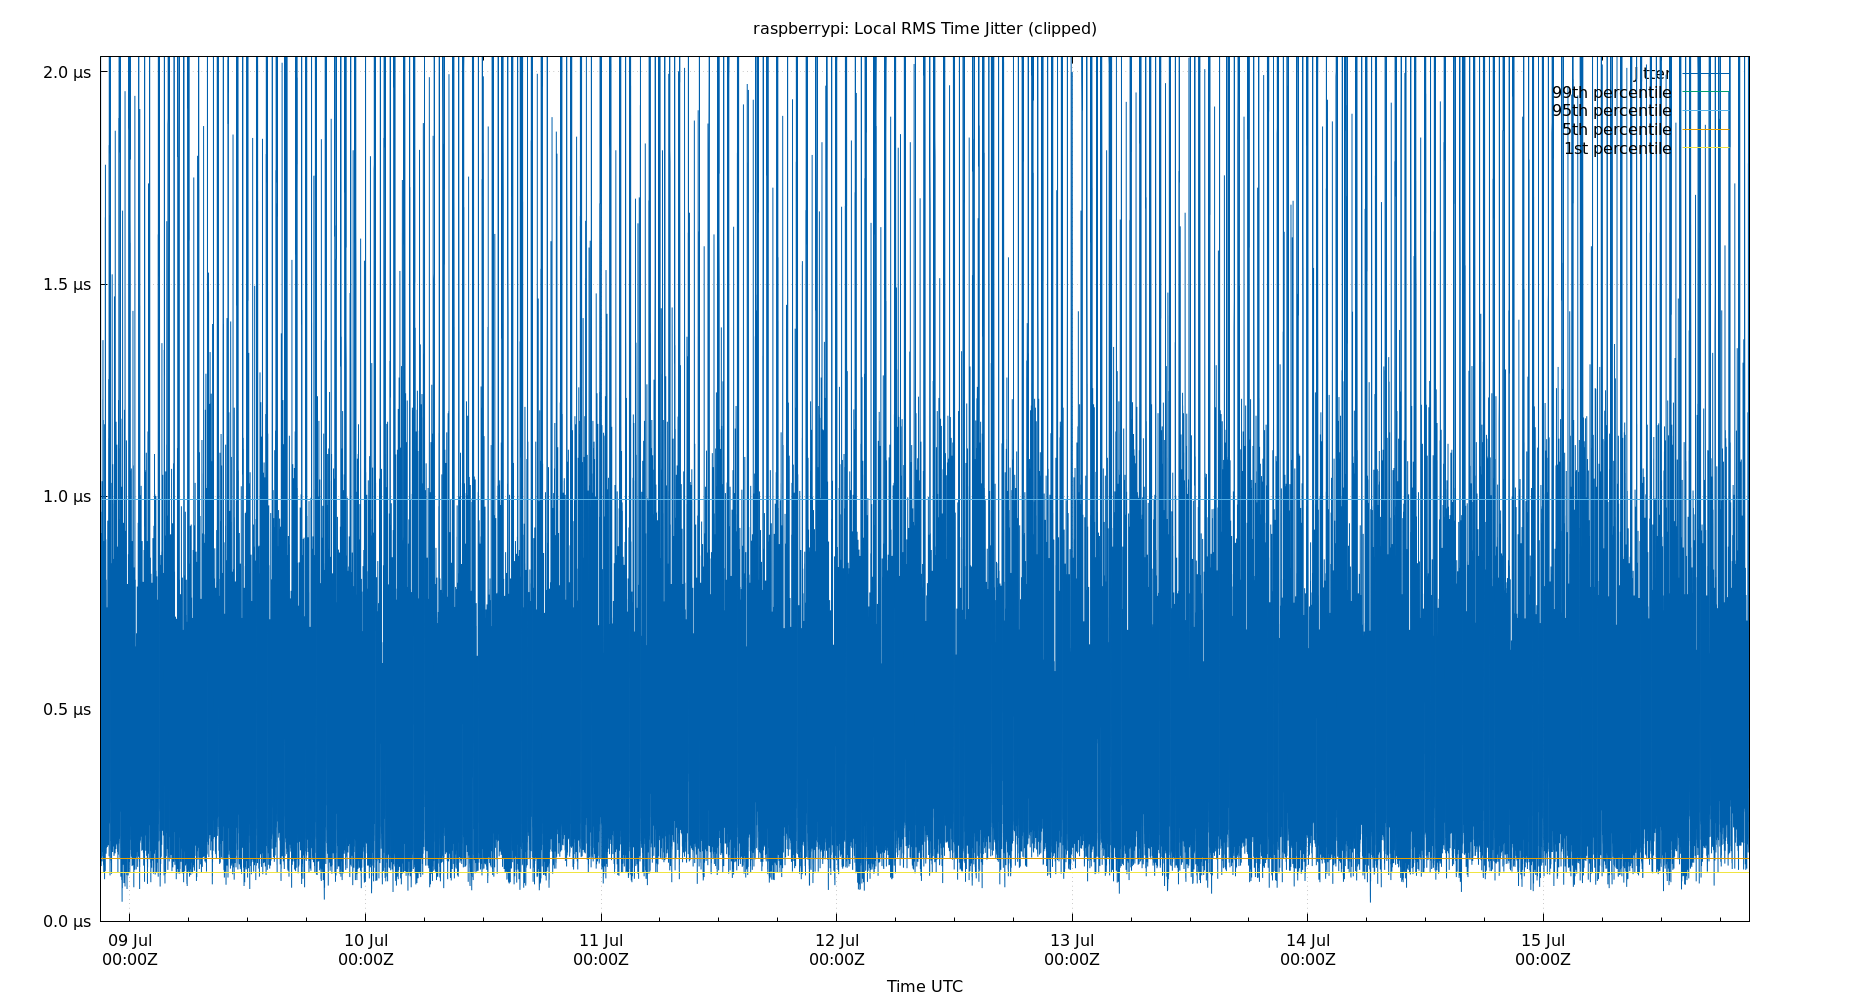 raspberrypi: Local RMS Time Jitter (clipped)
2.0 µs
1.5 µs
1.0 µs
0.5 µs
0.0 µs
jitter
99th percentile
95th percentile
5th percentile
1st percentile
09 Jul 10 Jul 11 Jul 12 Jul 13 Jul 14 Jul 15 Jul
00:00Z 00:00Z 00:00Z 00:00Z 00:00Z 00:00Z 00:00Z
Time UTC